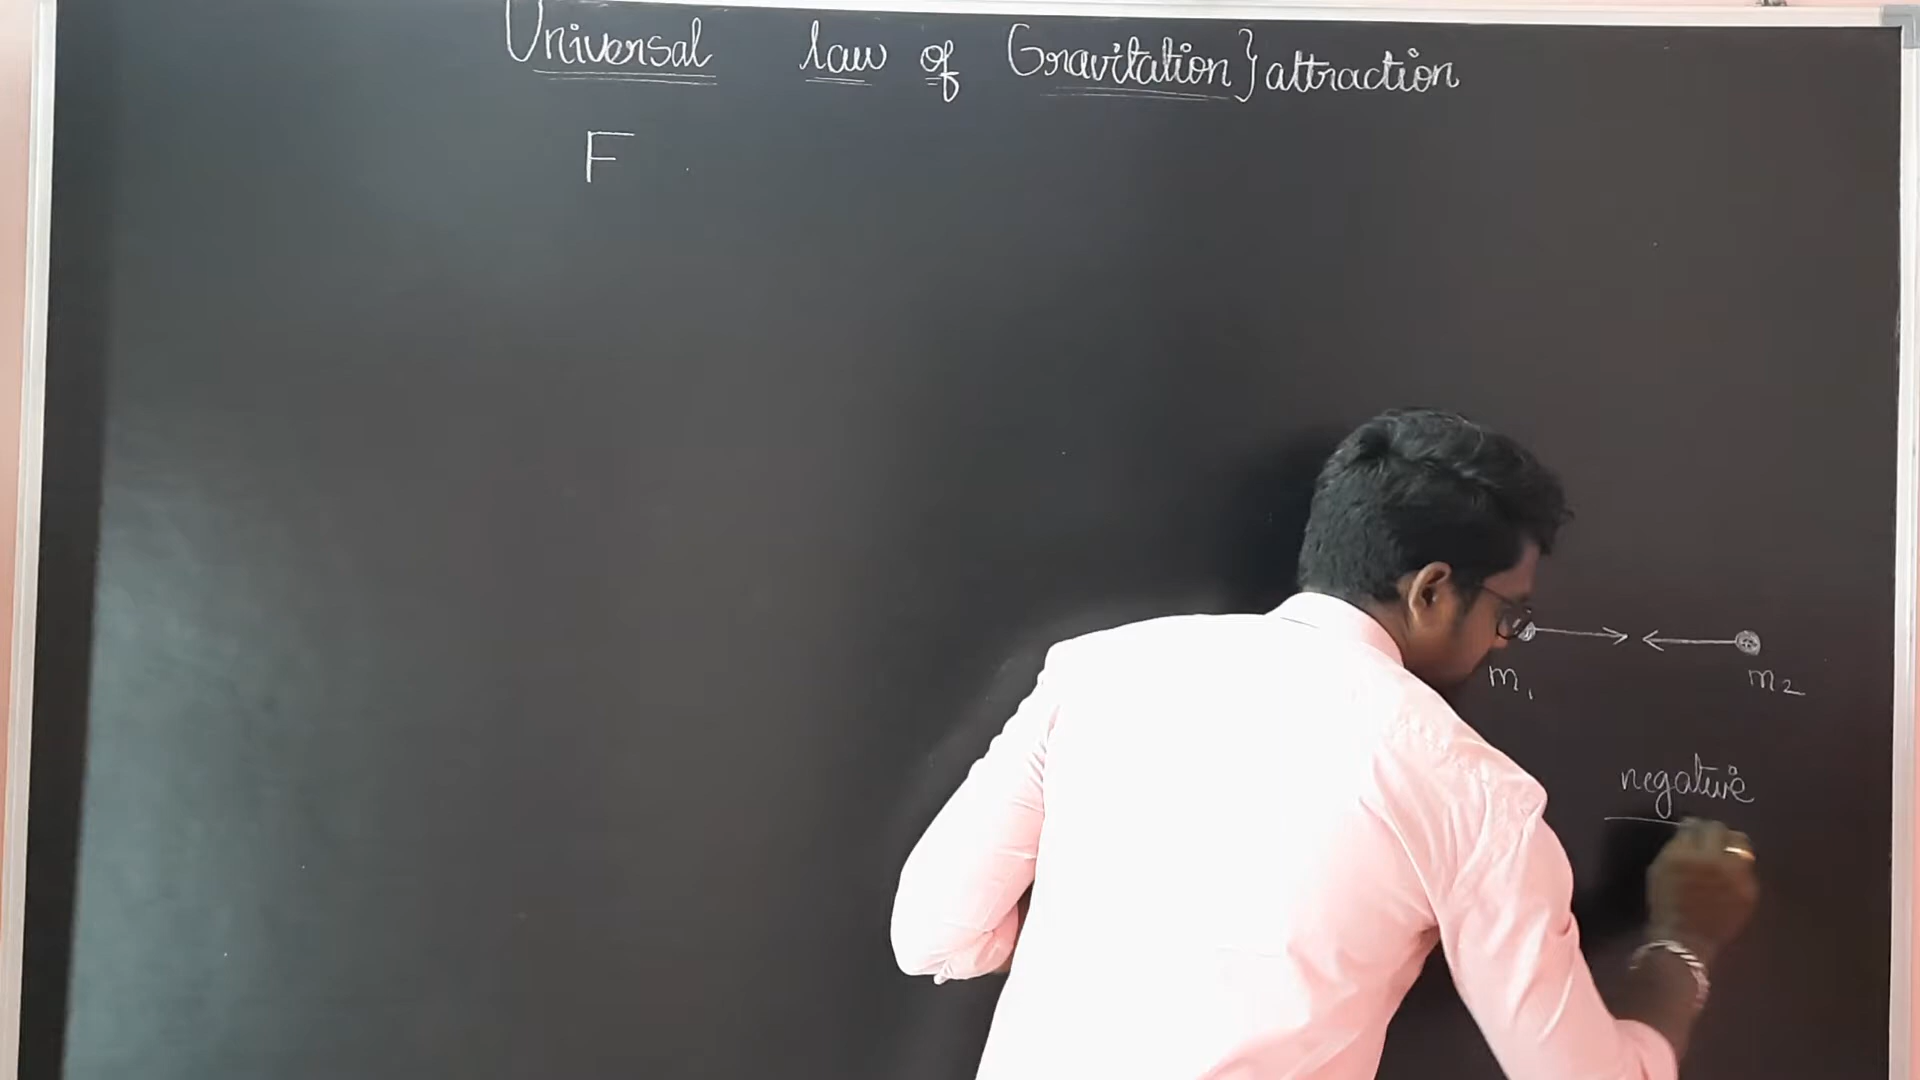 Universal law of Gravitation} attraction
F
m₁ m₂
negative